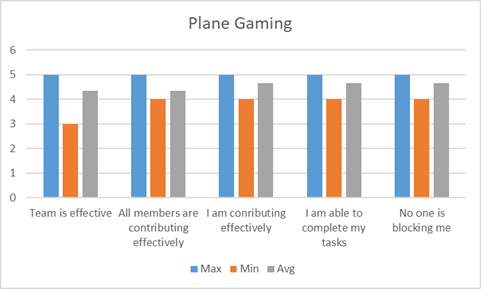 Plane Gaming
6
5
4
3
2
1
0
Team is effective
All members are
contributing
effectively
I am conributing
effectively
I am able to
complete my
tasks
No one is
blocking me
Max Min Avg